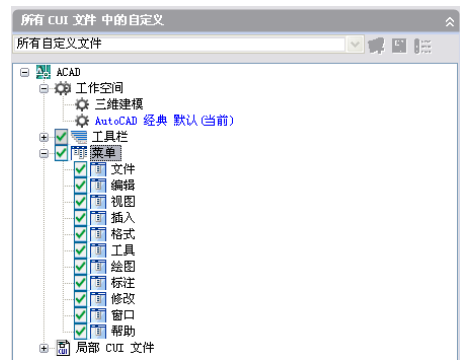 所有 CUI 文件 中的自定义
所有自定义文件
ACAD
工作空间
三维建模
AutoCAD 经典 默认(当前)
工具栏
菜单
文件
编辑
视图
插入
格式
工具
绘图
标注
修改
窗口
帮助
局部 CUI 文件